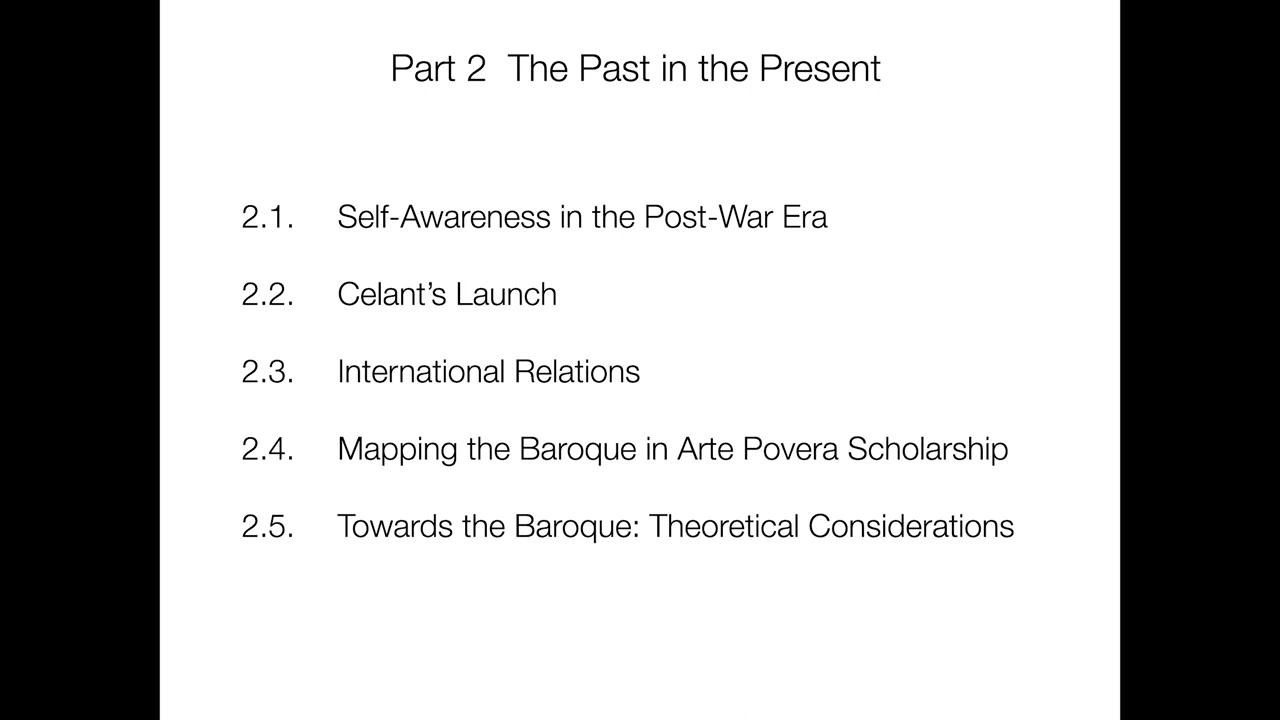 Part 2  The Past in the Present
2.1. Self-Awareness in the Post-War Era
2.2. Celant’s Launch
2.3. International Relations
2.4. Mapping the Baroque in Arte Povera Scholarship
2.5. Towards the Baroque: Theoretical Considerations